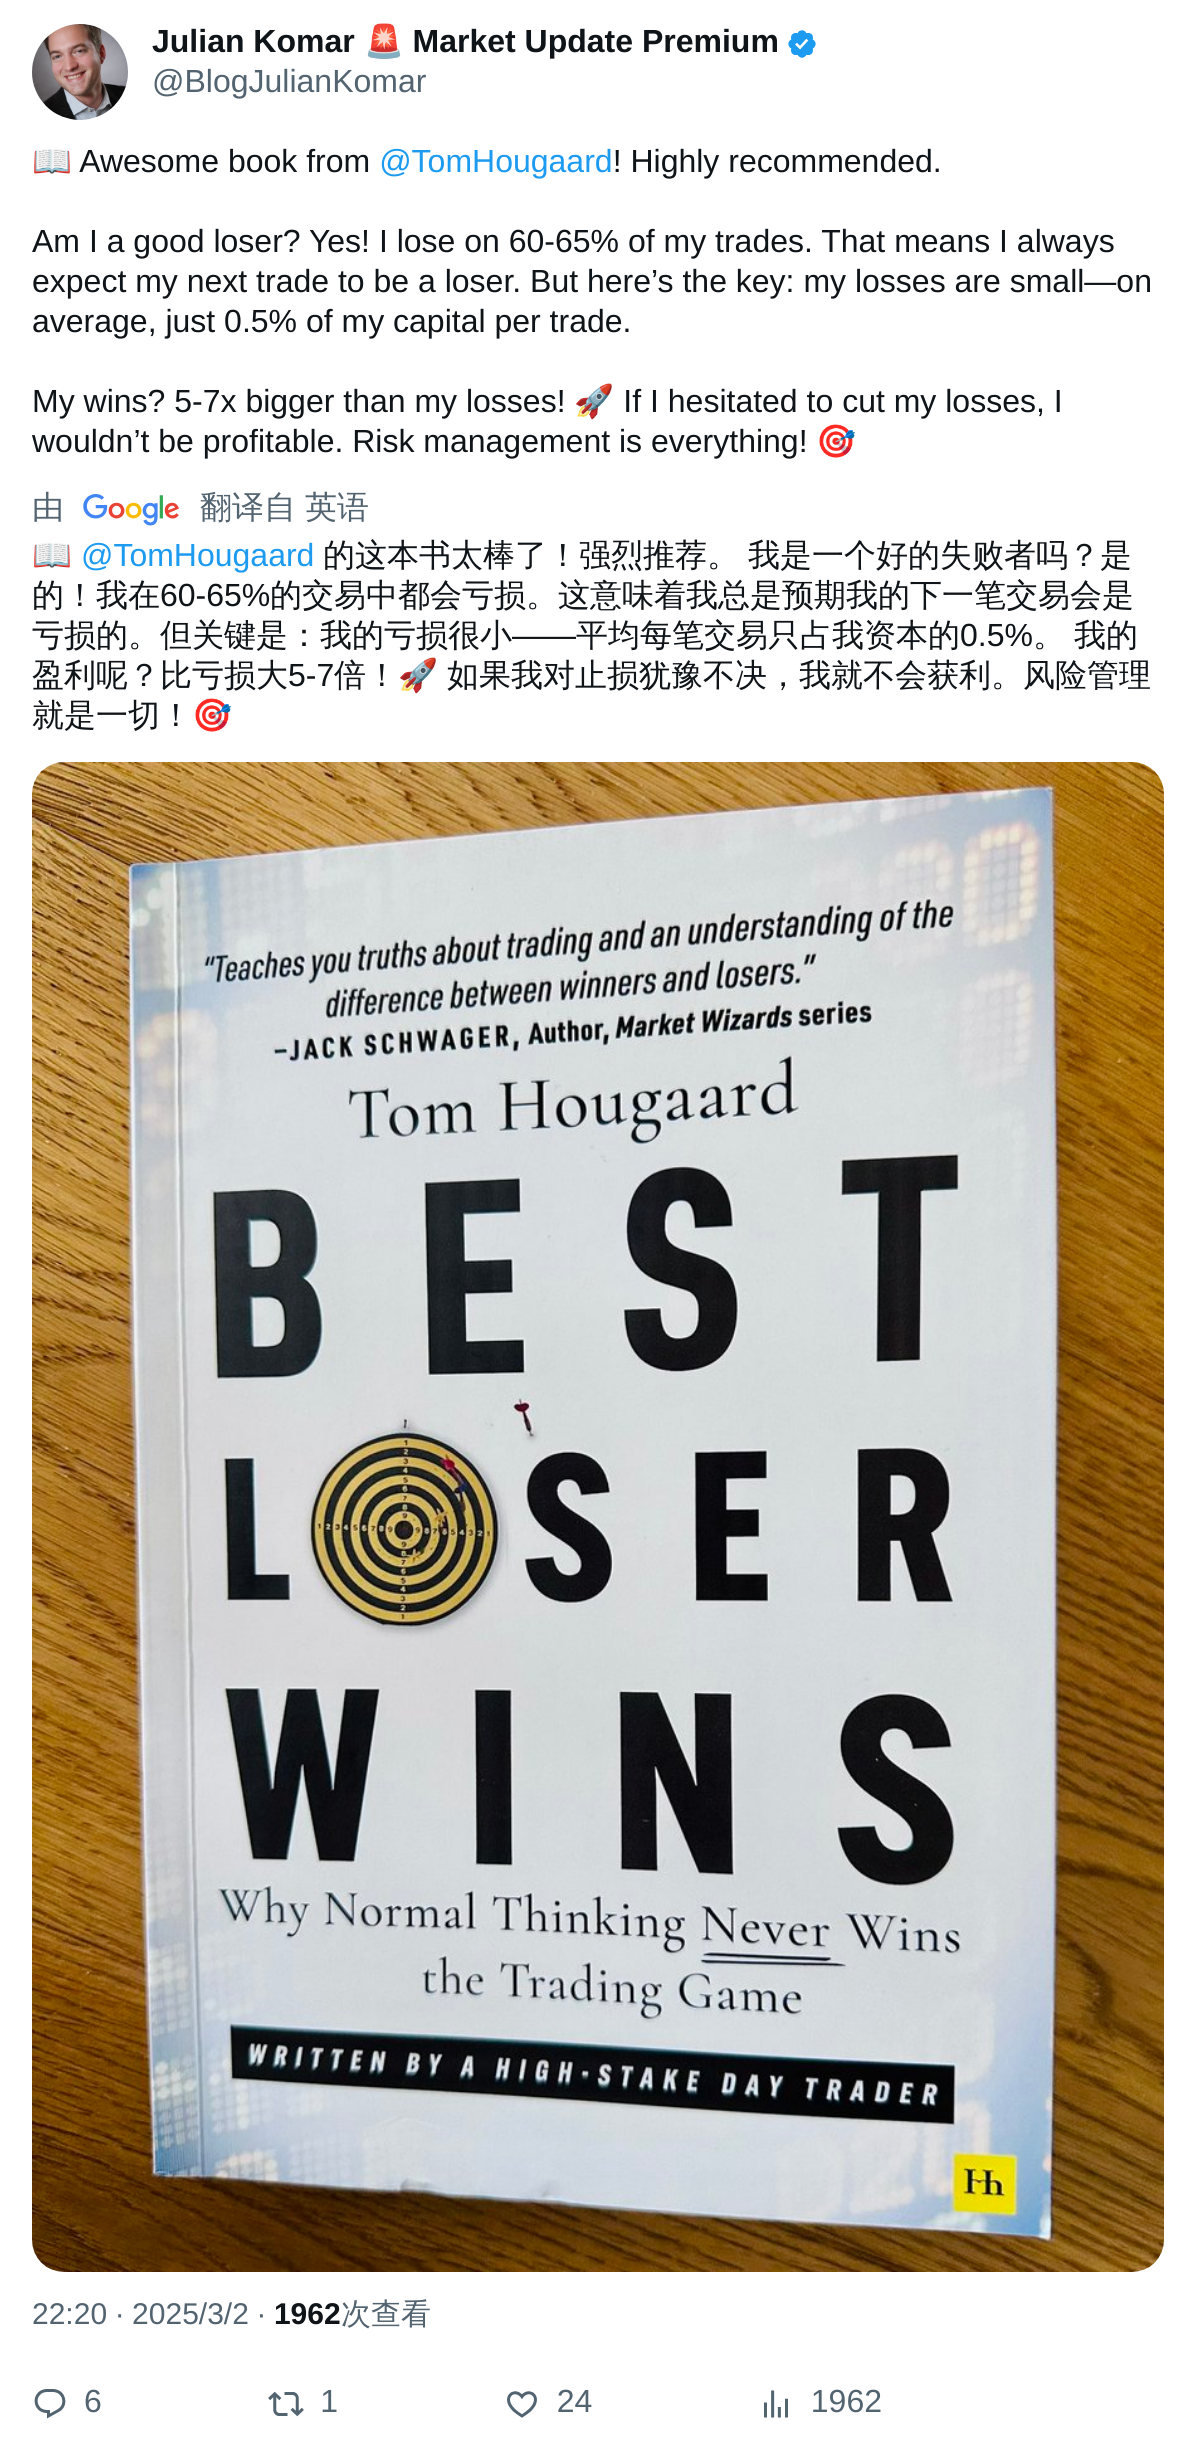 Julian Komar 🚨 Market Update Premium
@BlogJulianKomar
📖 Awesome book from @TomHougaard! Highly recommended.
Am I a good loser? Yes! I lose on 60-65% of my trades. That means I always
expect my next trade to be a loser. But here’s the key: my losses are small—on
average, just 0.5% of my capital per trade.
My wins? 5-7x bigger than my losses! 🚀 If I hesitated to cut my losses, I
wouldn’t be profitable. Risk management is everything! 🎯
由 Google 翻译自 英语
📖 @TomHougaard 的这本书太棒了！强烈推荐。 我是一个好的失败者吗？是
的！我在60-65%的交易中都会亏损。这意味着我总是预期我的下一笔交易会是
亏损的。但关键是：我的亏损很小——平均每笔交易只占我资本的0.5%。 我的
盈利呢？比亏损大5-7倍！🚀 如果我对止损犹豫不决，我就不会获利。风险管理
就是一切！🎯
“Teaches you truths about trading and an understanding of the
difference between winners and losers.”
–JACK SCHWAGER, Author, Market Wizards series
Tom Hougaard
BEST
LOSER
WINS
Why Normal Thinking Never Wins
the Trading Game
WRITTEN BY A HIGH-STAKE DAY TRADER
Hh
22:20 · 2025/3/2 · 1962次查看
6 1 24 1962